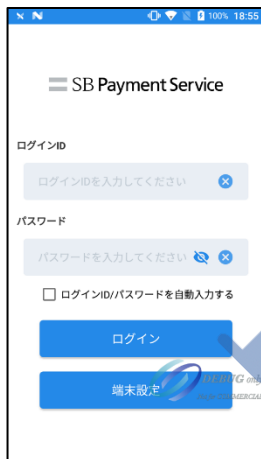 100% 18:55
SB Payment Service
ログインID
ログインIDを入力してください
パスワード
パスワードを入力してください
ログインID/パスワードを自動入力する
ログイン
端末設定
DEBUG only